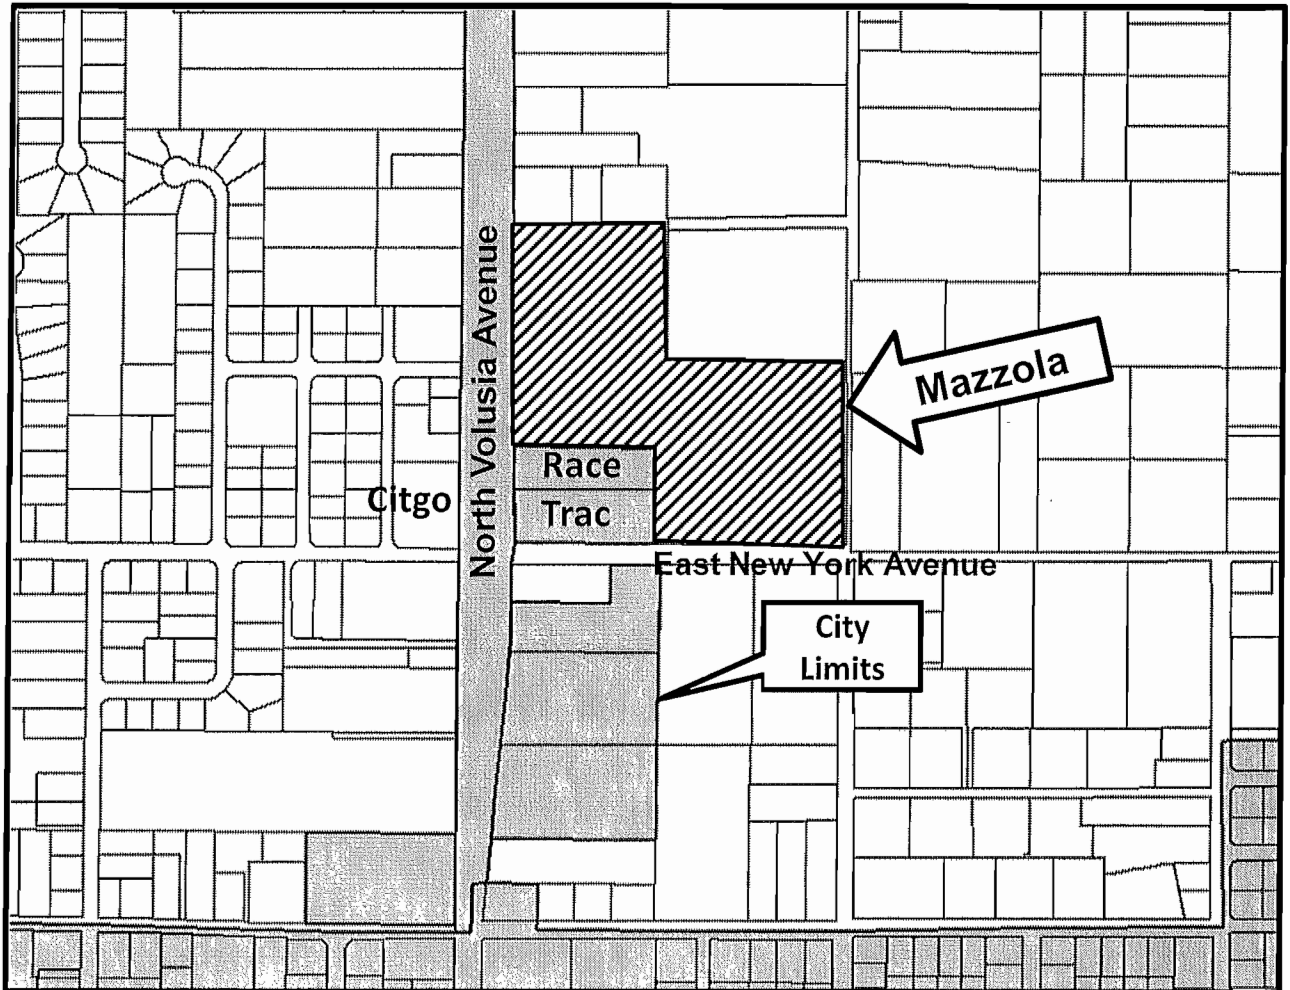 North Volusia Avenue
Mazzola
Race
Trac
Citgo
East New York Avenue
City
Limits